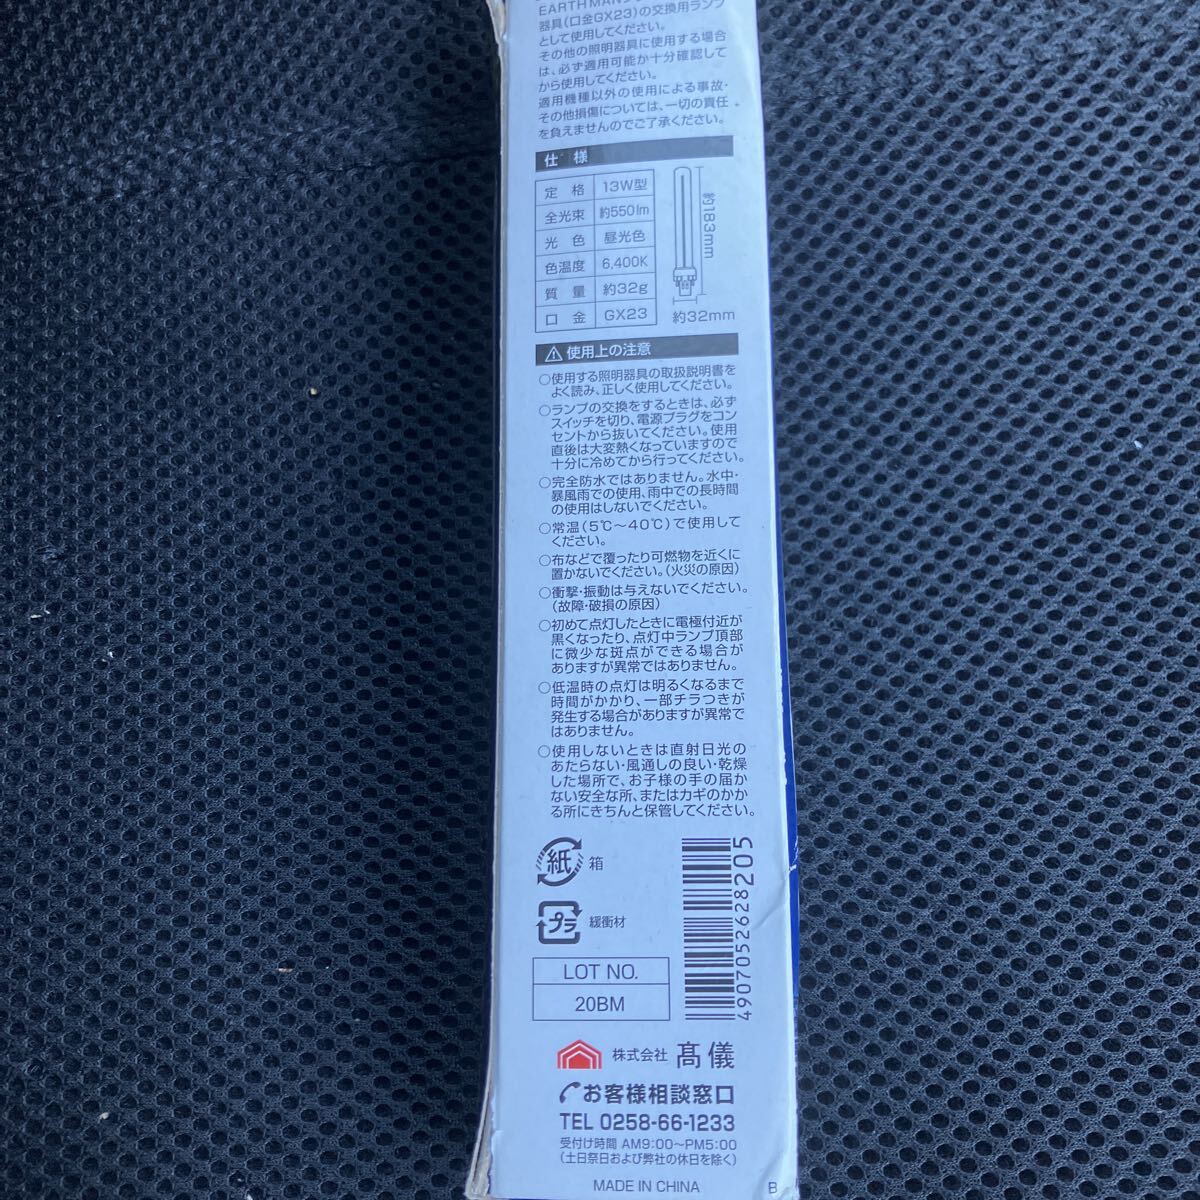 EARTH MAN
器具(口金GX23)の交換用ランプ
として使用してください。
その他の照明器具に使用する場合
は、必ず適用可能か十分確認して
から使用してください。
適用機種以外の使用による事故・
その他損傷については、一切の責任
を負えませんのでご了承ください。
仕 様
定 格 13W型
全光束 約550lm
光 色 昼光色
色温度 6,400K
質 量 約32g
口 金 GX23
約183mm
約32mm
⚠ 使用上の注意
○使用する照明器具の取扱説明書を
よく読み、正しく使用してください。
○ランプの交換をするときは、必ず
スイッチを切り、電源プラグをコン
セントから抜いてください。使用
直後は大変熱くなっていますので
十分に冷めてから行ってください。
○完全防水ではありません。水中・
暴風雨での使用、雨中での長時間
の使用はしないでください。
○常温(5℃～40℃)で使用して
ください。
○布などで覆ったり可燃物を近くに
置かないでください。(火災の原因)
○衝撃・振動は与えないでください。
(故障・破損の原因)
○初めて点灯したときに電極付近が
黒くなったり、点灯中ランプ頂部
に微少な斑点ができる場合が
ありますが異常ではありません。
○低温時の点灯は明るくなるまで
時間がかかり、一部チラつきが
発生する場合がありますが異常で
はありません。
○使用しないときは直射日光の
あたらない・風通しの良い・乾燥
した場所で、お子様の手の届か
ない安全な所、またはカギのかか
る所にきちんと保管してください。
紙 箱
プラ 緩衝材
4907052628205
LOT NO.
20BM
株式会社 髙儀
お客様相談窓口
TEL 0258-66-1233
受付け時間 AM9:00～PM5:00
(土日祭日および弊社の休日を除く)
MADE IN CHINA B